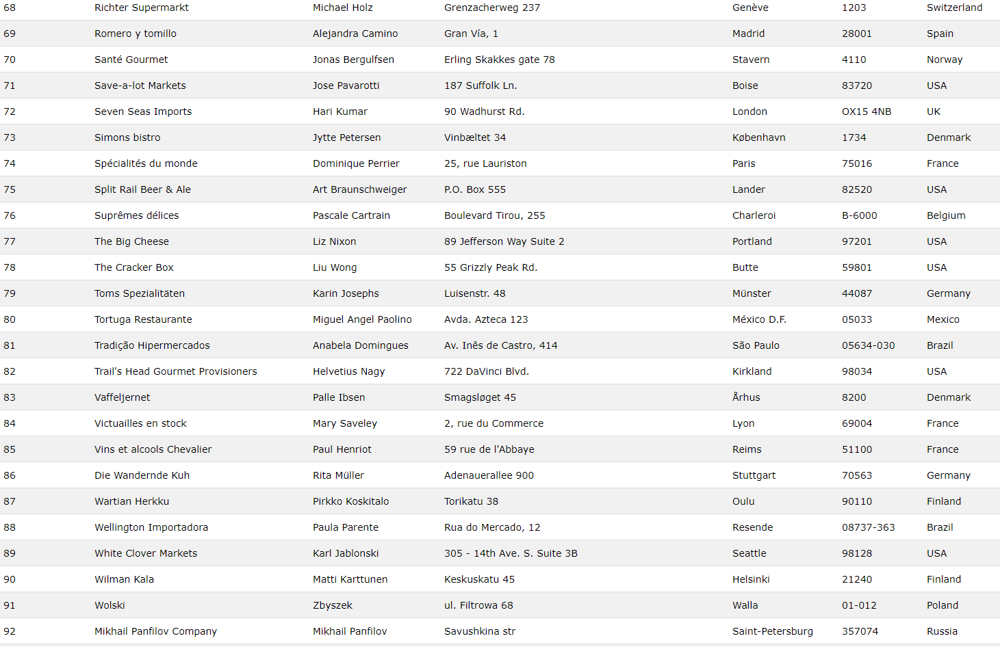 68 Richter Supermarkt Michael Holz Grenzacherweg 237 Genève 1203 Switzerland
69 Romero y tomillo Alejandra Camino Gran Vía, 1 Madrid 28001 Spain
70 Santé Gourmet Jonas Bergulfsen Erling Skakkes gate 78 Stavern 4110 Norway
71 Save-a-lot Markets Jose Pavarotti 187 Suffolk Ln. Boise 83720 USA
72 Seven Seas Imports Hari Kumar 90 Wadhurst Rd. London OX15 4NB UK
73 Simons bistro Jytte Petersen Vinbæltet 34 København 1734 Denmark
74 Spécialités du monde Dominique Perrier 25, rue Lauriston Paris 75016 France
75 Split Rail Beer & Ale Art Braunschweiger P.O. Box 555 Lander 82520 USA
76 Suprêmes délices Pascale Cartrain Boulevard Tirou, 255 Charleroi B-6000 Belgium
77 The Big Cheese Liz Nixon 89 Jefferson Way Suite 2 Portland 97201 USA
78 The Cracker Box Liu Wong 55 Grizzly Peak Rd. Butte 59801 USA
79 Toms Spezialitäten Karin Josephs Luisenstr. 48 Münster 44087 Germany
80 Tortuga Restaurante Miguel Angel Paolino Avda. Azteca 123 México D.F. 05033 Mexico
81 Tradição Hipermercados Anabela Domingues Av. Inês de Castro, 414 São Paulo 05634-030 Brazil
82 Trail's Head Gourmet Provisioners Helvetius Nagy 722 DaVinci Blvd. Kirkland 98034 USA
83 Vaffeljernet Palle Ibsen Smagsløget 45 Århus 8200 Denmark
84 Victuailles en stock Mary Saveley 2, rue du Commerce Lyon 69004 France
85 Vins et alcools Chevalier Paul Henriot 59 rue de l'Abbaye Reims 51100 France
86 Die Wandernde Kuh Rita Müller Adenauerallee 900 Stuttgart 70563 Germany
87 Wartian Herkku Pirkko Koskitalo Torikatu 38 Oulu 90110 Finland
88 Wellington Importadora Paula Parente Rua do Mercado, 12 Resende 08737-363 Brazil
89 White Clover Markets Karl Jablonski 305 - 14th Ave. S. Suite 3B Seattle 98128 USA
90 Wilman Kala Matti Karttunen Keskuskatu 45 Helsinki 21240 Finland
91 Wolski Zbyszek ul. Filtrowa 68 Walla 01-012 Poland
92 Mikhail Panfilov Company Mikhail Panfilov Savushkina str Saint-Petersburg 357074 Russia